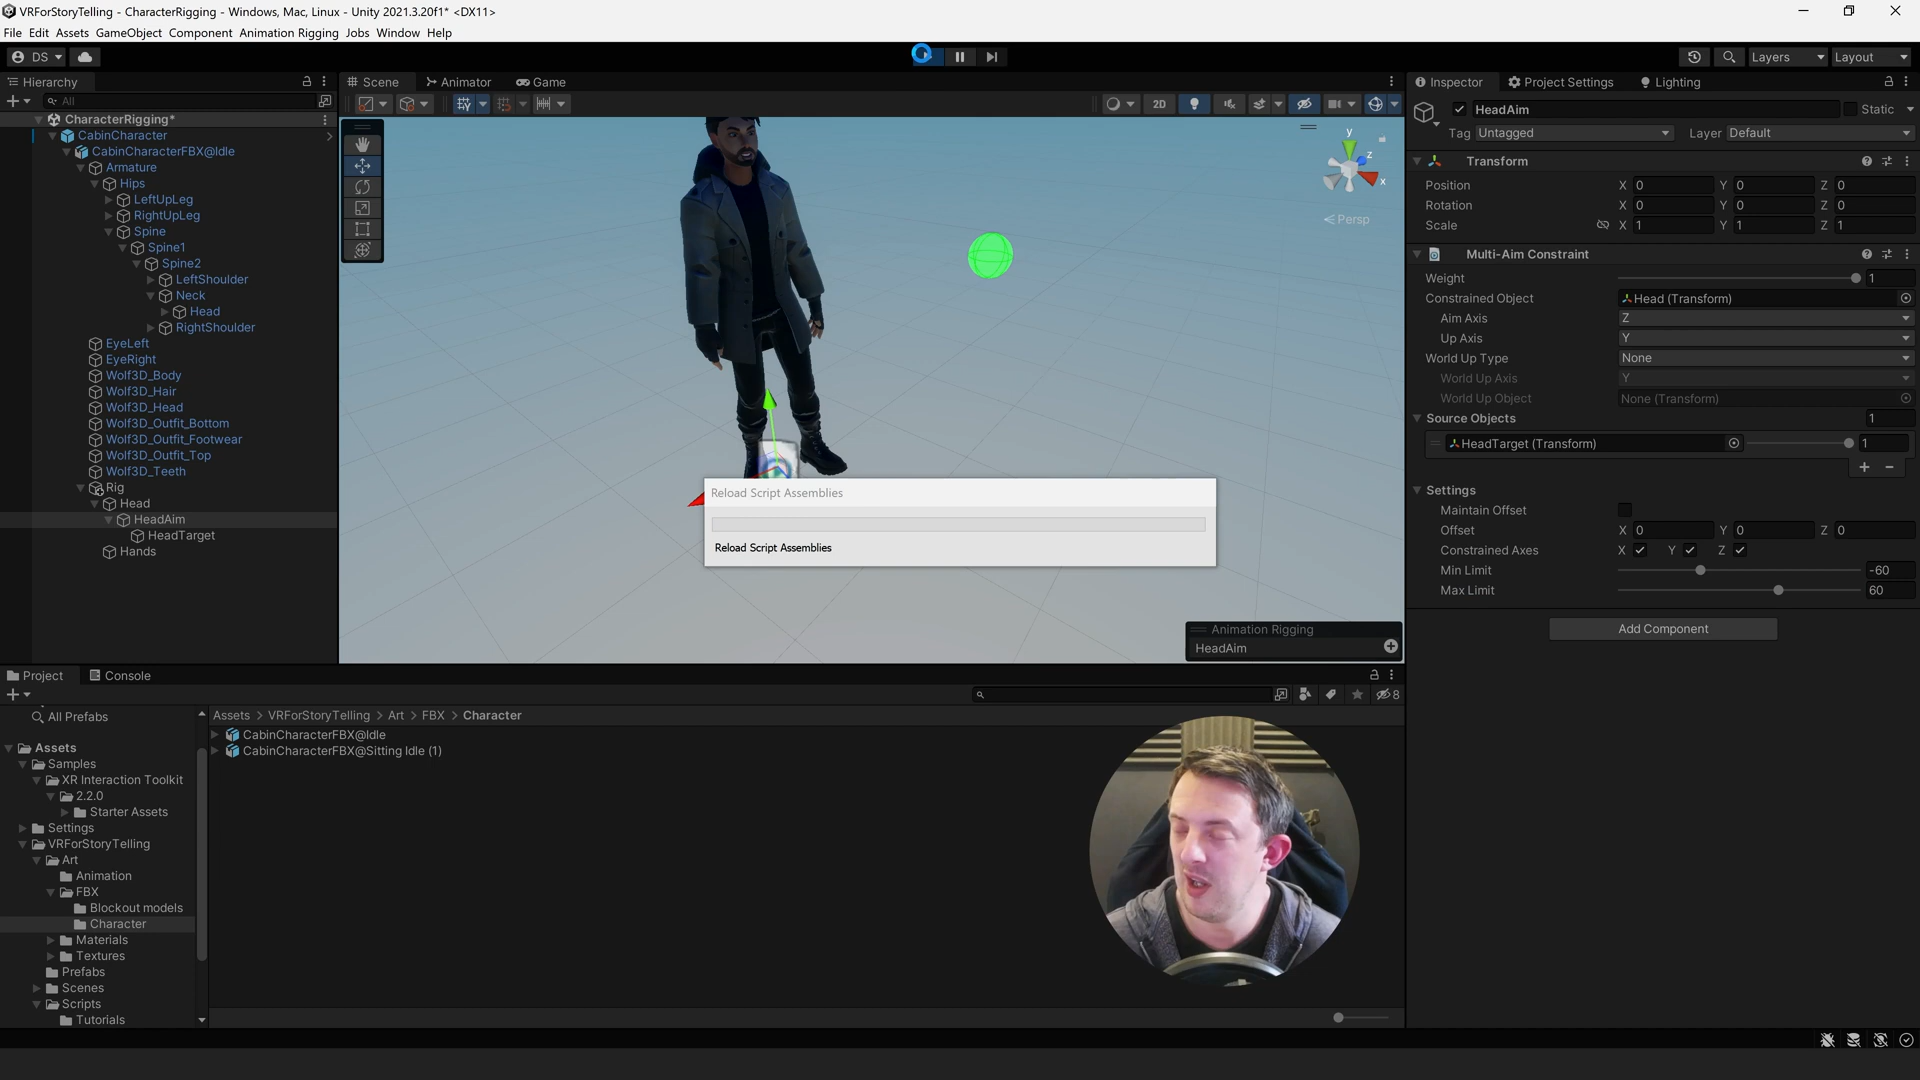 VRForStoryTelling - CharacterRigging - Windows, Mac, Linux - Unity 2021.3.20f1* <DX11>
File Edit Assets GameObject Component Animation Rigging Jobs Window Help
DS
Layers
Layout
Hierarchy
All
CharacterRigging*
CabinCharacter
CabinCharacterFBX@Idle
Armature
Hips
LeftUpLeg
RightUpLeg
Spine
Spine1
Spine2
LeftShoulder
Neck
Head
RightShoulder
EyeLeft
EyeRight
Wolf3D_Body
Wolf3D_Hair
Wolf3D_Head
Wolf3D_Outfit_Bottom
Wolf3D_Outfit_Footwear
Wolf3D_Outfit_Top
Wolf3D_Teeth
Rig
Head
HeadAim
HeadTarget
Hands
Scene Animator Game
2D
y
z
x
Persp
Reload Script Assemblies
Reload Script Assemblies
Animation Rigging
HeadAim
Inspector Project Settings Lighting
HeadAim Static
Tag Untagged Layer Default
Transform
Position X 0 Y 0 Z 0
Rotation X 0 Y 0 Z 0
Scale X 1 Y 1 Z 1
Multi-Aim Constraint
Weight 1
Constrained Object Head (Transform)
Aim Axis Z
Up Axis Y
World Up Type None
World Up Axis Y
World Up Object None (Transform)
Source Objects 1
HeadTarget (Transform) 1
Settings
Maintain Offset
Offset X 0 Y 0 Z 0
Constrained Axes X Y Z
Min Limit -60
Max Limit 60
Add Component
Project Console
8
All Prefabs
Assets
Samples
XR Interaction Toolkit
2.2.0
Starter Assets
Settings
VRForStoryTelling
Art
Animation
FBX
Blockout models
Character
Materials
Textures
Prefabs
Scenes
Scripts
Tutorials
Assets > VRForStoryTelling > Art > FBX > Character
CabinCharacterFBX@Idle
CabinCharacterFBX@Sitting Idle (1)